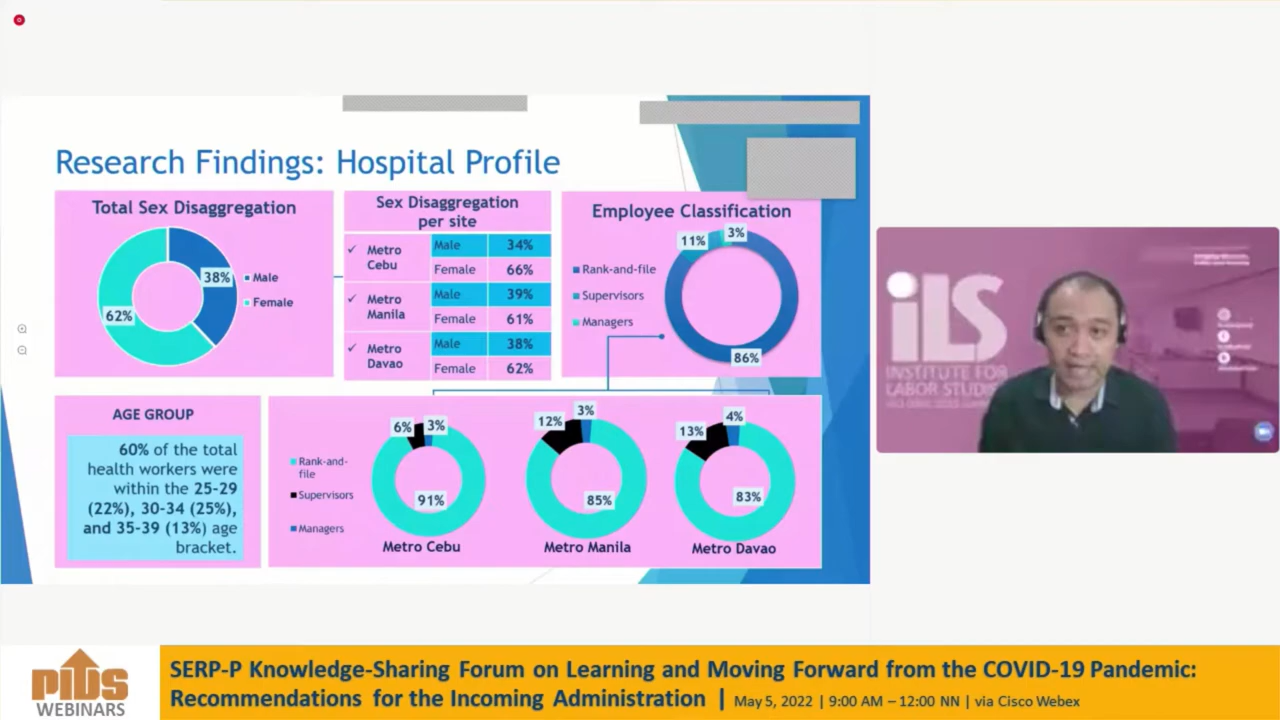 Research Findings: Hospital Profile
Total Sex Disaggregation
38%
62%
Male
Female
Sex Disaggregation
per site
✓ Metro Cebu
Male 34%
Female 66%
✓ Metro Manila
Male 39%
Female 61%
✓ Metro Davao
Male 38%
Female 62%
Employee Classification
11% 3%
Rank-and-file
Supervisors
Managers
86%
AGE GROUP
60% of the total
health workers were
within the 25-29
(22%), 30-34 (25%),
and 35-39 (13%) age
bracket.
Rank-and-
file
Supervisors
Managers
6% 3%
91%
Metro Cebu
12% 3%
85%
Metro Manila
13% 4%
83%
Metro Davao
iLS
INSTITUTE FOR
LABOR STUDIE
PIDS
WEBINARS
SERP-P Knowledge-Sharing Forum on Learning and Moving Forward from the COVID-19 Pandemic:
Recommendations for the Incoming Administration | May 5, 2022 | 9:00 AM – 12:00 NN | via Cisco Webex